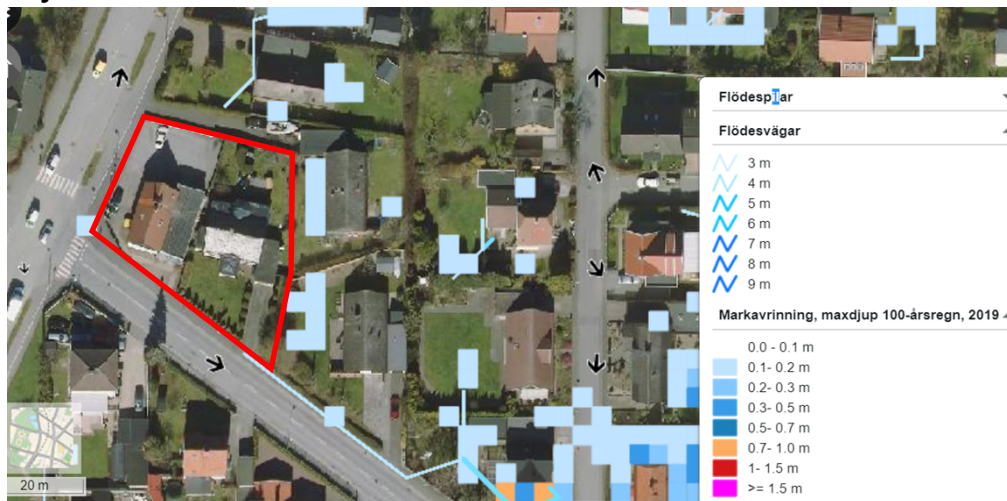 Flödespilar
Flödesvägar
3 m
4 m
5 m
6 m
7 m
8 m
9 m
Markavrinning, maxdjup 100-årsregn, 2019
0.0 - 0.1 m
0.1- 0.2 m
0.2- 0.3 m
0.3- 0.5 m
0.5- 0.7 m
0.7- 1.0 m
1- 1.5 m
>= 1.5 m
20 m